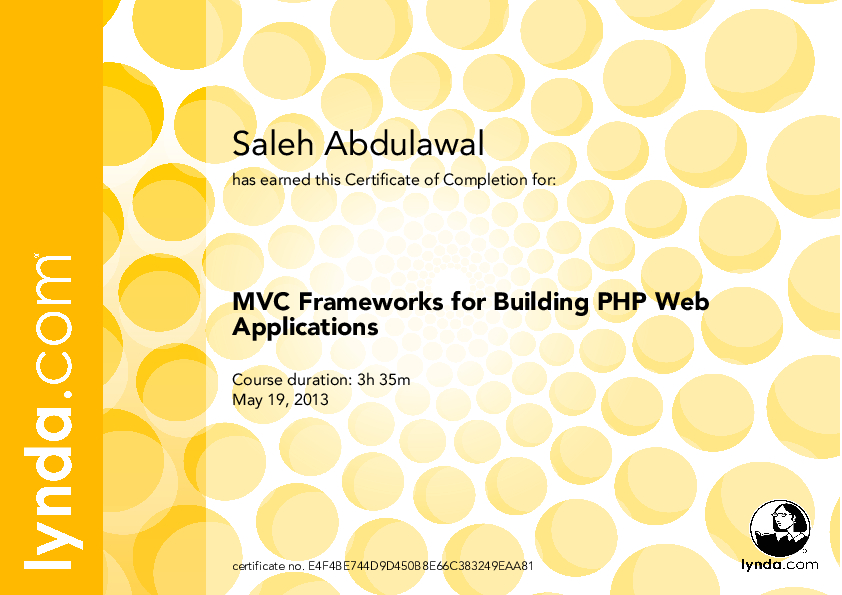 Saleh Abdulawal
has earned this Certificate of Completion for:
MVC Frameworks for Building PHP Web
Applications
Course duration: 3h 35m
May 19, 2013
certificate no. E4F4BE744D9D450B8E66C383249EAA81
lynda.com
lynda.com